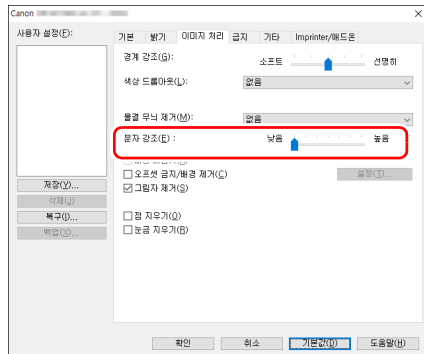 Canon
사용자 설정(F):
기본 밝기 이미지 처리 급지 기타 Imprinter/애드온
경계 강조(G): 소프트 선명히
색상 드롭아웃(L): 없음
물결 무늬 제거(M): 없음
문자 강조(E) : 낮음 높음
오프셋 금지/배경 제거(C) 설정(T)...
그림자 제거(S)
점 지우기(O)
눈금 지우기(R)
저장(Y)...
삭제(J)
복구(I)...
백업(X)...
확인 취소 기본값(D) 도움말(H)